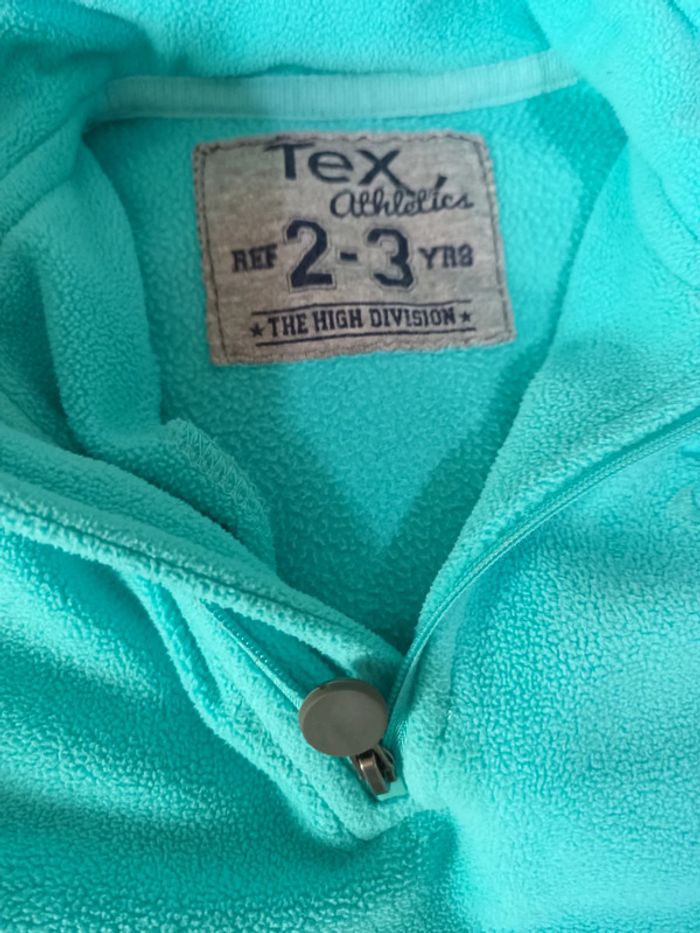 Tex
Athletics
REF 2-3 YRS
★ THE HIGH DIVISION ★